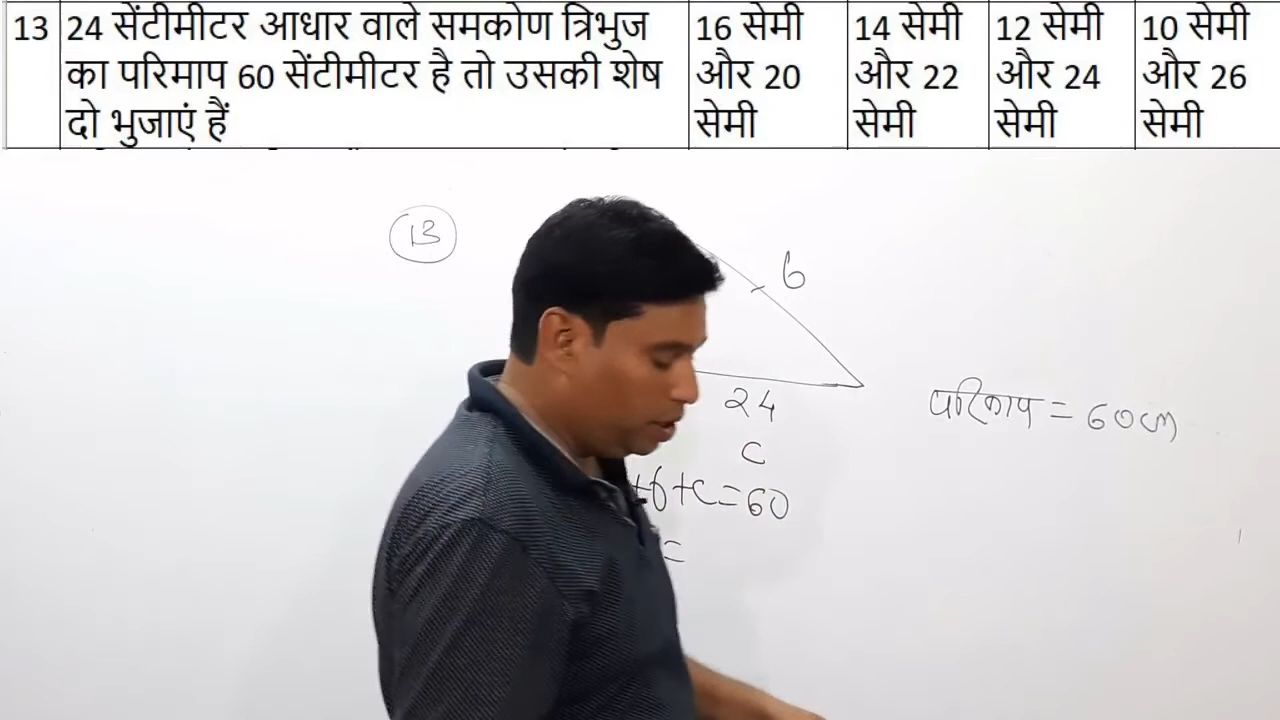 13
24 सेंटीमीटर आधार वाले समकोण त्रिभुज
का परिमाप 60 सेंटीमीटर है तो उसकी शेष
दो भुजाएं हैं
16 सेमी
और 20
सेमी
14 सेमी
और 22
सेमी
12 सेमी
और 24
सेमी
10 सेमी
और 26
सेमी
13
b
24
c
परिमाप = 60cm
+b+c=60
=